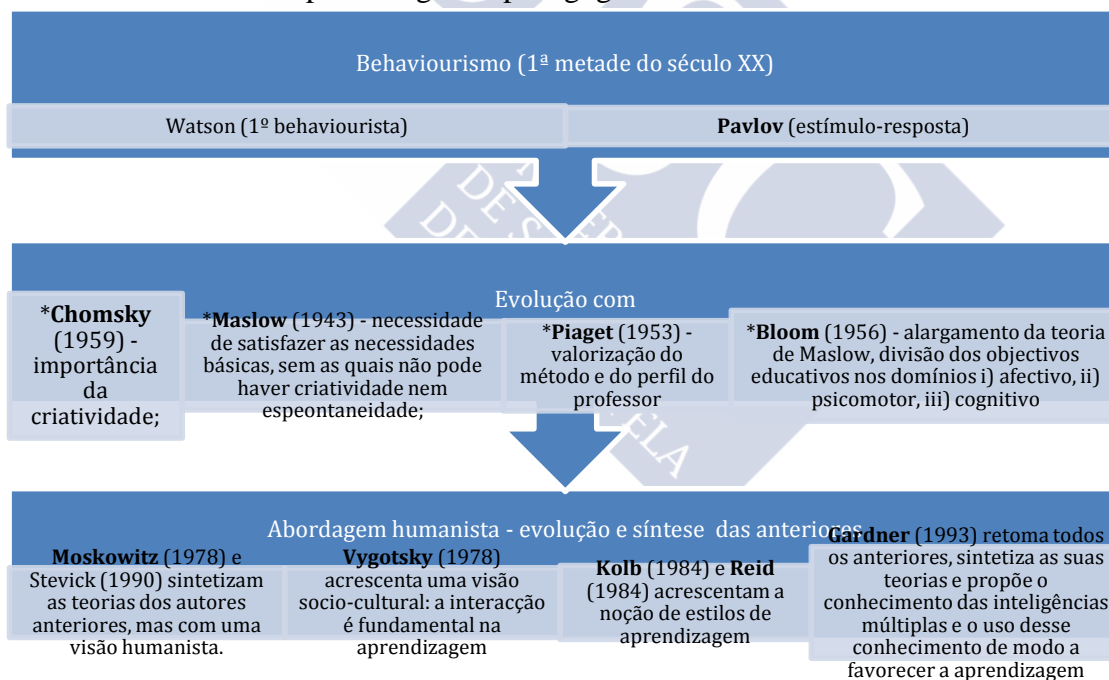 Behaviourismo (1ª metade do século XX)
Watson (1º behaviourista)
Pavlov (estímulo-resposta)
Evolução com
*Chomsky
(1959) -
importância
da
criatividade;
*Maslow (1943) - necessidade
de satisfazer as necessidades
básicas, sem as quais não pode
haver criatividade nem
espeontaneidade;
*Piaget (1953) -
valorização do
método e do perfil do
professor
*Bloom (1956) - alargamento da teoria
de Maslow, divisão dos objectivos
educativos nos domínios i) afectivo, ii)
psicomotor, iii) cognitivo
Abordagem humanista - evolução e síntese das anteriores
Moskowitz (1978) e
Stevick (1990) sintetizam
as teorias dos autores
anteriores, mas com uma
visão humanista.
Vygotsky (1978)
acrescenta uma visão
socio-cultural: a interacção
é fundamental na
aprendizagem
Kolb (1984) e Reid
(1984) acrescentam a
noção de estilos de
aprendizagem
Gardner (1993) retoma todos
os anteriores, sintetiza as suas
teorias e propõe o
conhecimento das inteligências
múltiplas e o uso desse
conhecimento de modo a
favorecer a aprendizagem